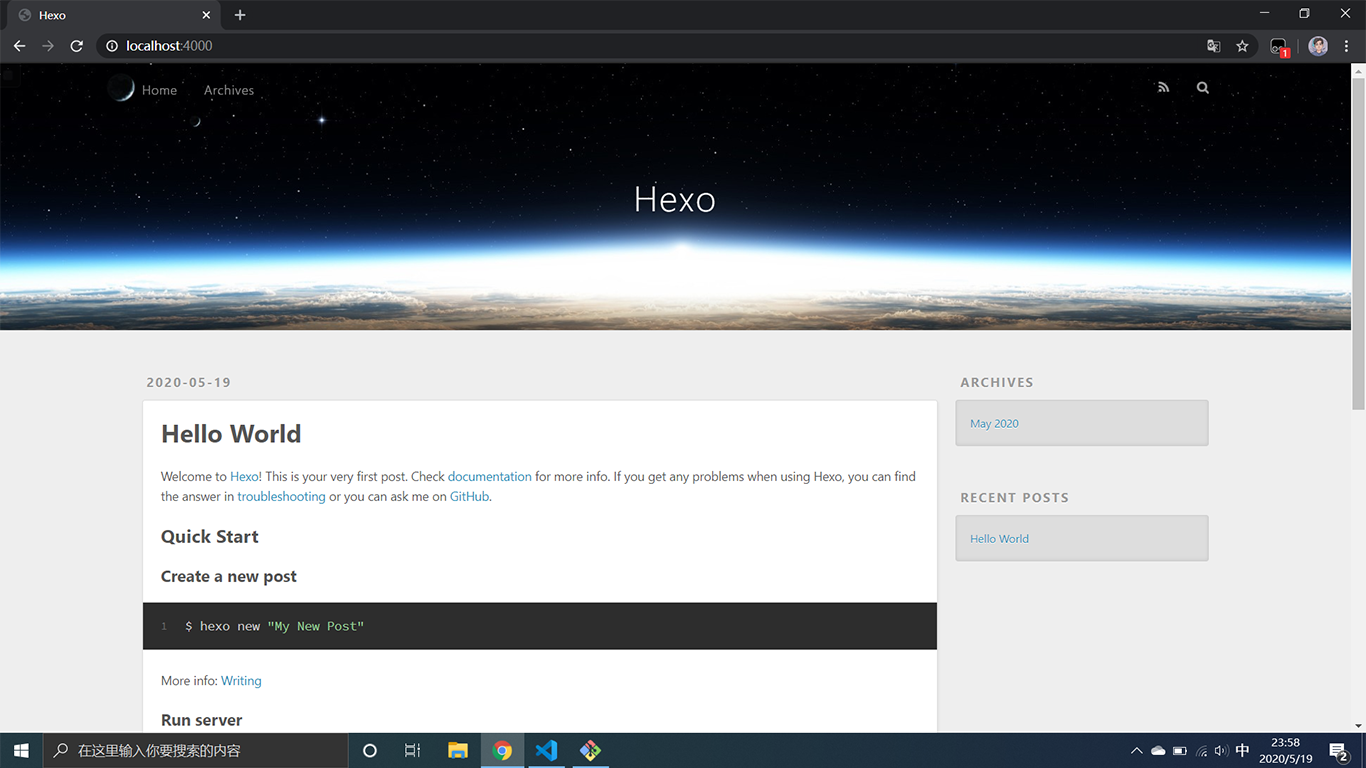 Hexo
localhost:4000
1
Home Archives
Hexo
2020-05-19
Hello World
Welcome to Hexo! This is your very first post. Check documentation for more info. If you get any problems when using Hexo, you can find
the answer in troubleshooting or you can ask me on GitHub.
Quick Start
Create a new post
1 $ hexo new "My New Post"
More info: Writing
Run server
ARCHIVES
May 2020
RECENT POSTS
Hello World
在这里输入你要搜索的内容
中
23:58
2020/5/19
2